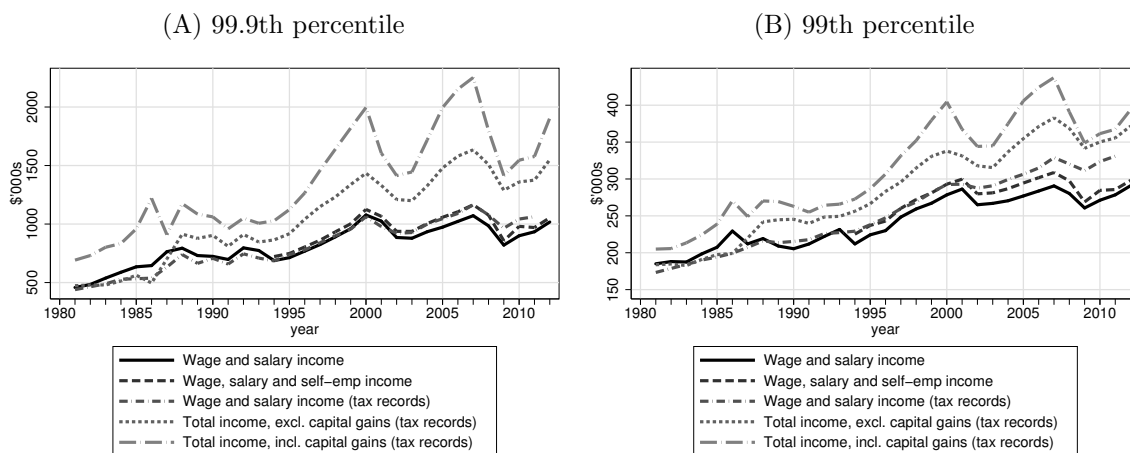 (A) 99.9th percentile
2000
1500
1000
500
$'000s
1980 1985 1990 1995 2000 2005 2010
year
Wage and salary income
Wage, salary and self−emp income
Wage and salary income (tax records)
Total income, excl. capital gains (tax records)
Total income, incl. capital gains (tax records)
(B) 99th percentile
400
350
300
250
200
150
$'000s
1980 1985 1990 1995 2000 2005 2010
year
Wage and salary income
Wage, salary and self−emp income
Wage and salary income (tax records)
Total income, excl. capital gains (tax records)
Total income, incl. capital gains (tax records)